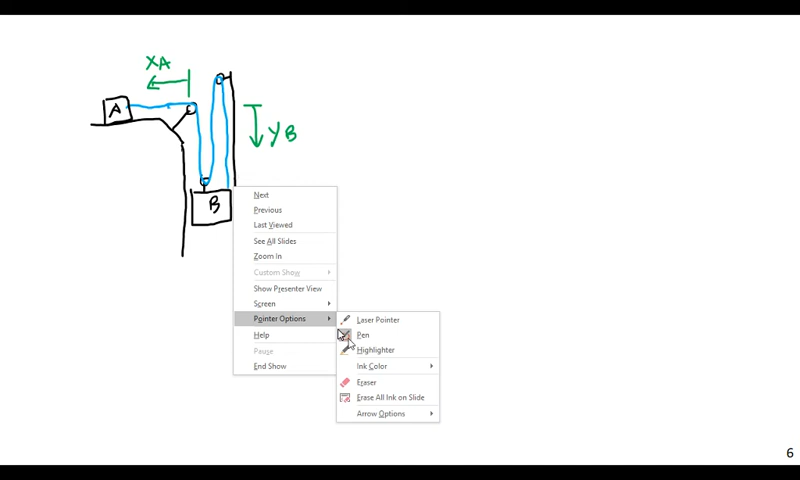 XA
A
YB
B
Next
Previous
Last Viewed
See All Slides
Zoom In
Custom Show
Show Presenter View
Screen
Pointer Options
Help
Pause
End Show
Laser Pointer
Pen
Highlighter
Ink Color
Eraser
Erase All Ink on Slide
Arrow Options
6